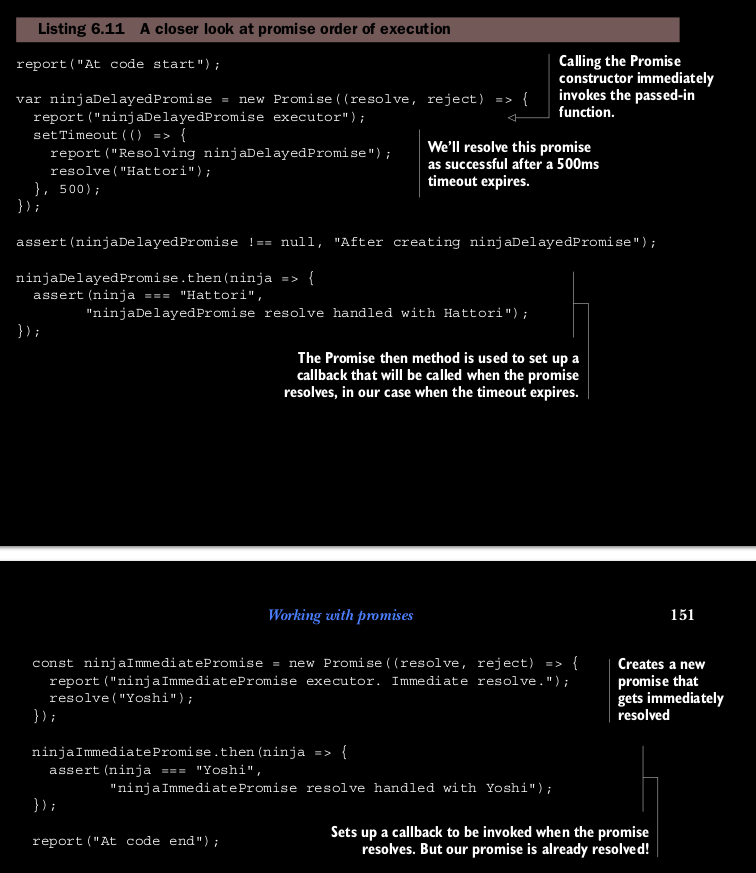 Listing 6.11 A closer look at promise order of execution
report("At code start");
Calling the Promise
constructor immediately
invokes the passed-in
function.
var ninjaDelayedPromise = new Promise((resolve, reject) => {
report("ninjaDelayedPromise executor");
setTimeout(() => {
report("Resolving ninjaDelayedPromise");
resolve("Hattori");
}, 500);
});
We'll resolve this promise
as successful after a 500ms
timeout expires.
assert(ninjaDelayedPromise !== null, "After creating ninjaDelayedPromise");
ninjaDelayedPromise.then(ninja => {
assert(ninja === "Hattori",
"ninjaDelayedPromise resolve handled with Hattori");
});
The Promise then method is used to set up a
callback that will be called when the promise
resolves, in our case when the timeout expires.
Working with promises 151
const ninjaImmediatePromise = new Promise((resolve, reject) => {
report("ninjaImmediatePromise executor. Immediate resolve.");
resolve("Yoshi");
});
Creates a new
promise that
gets immediately
resolved
ninjaImmediatePromise.then(ninja => {
assert(ninja === "Yoshi",
"ninjaImmediatePromise resolve handled with Yoshi");
});
Sets up a callback to be invoked when the promise
resolves. But our promise is already resolved!
report("At code end");